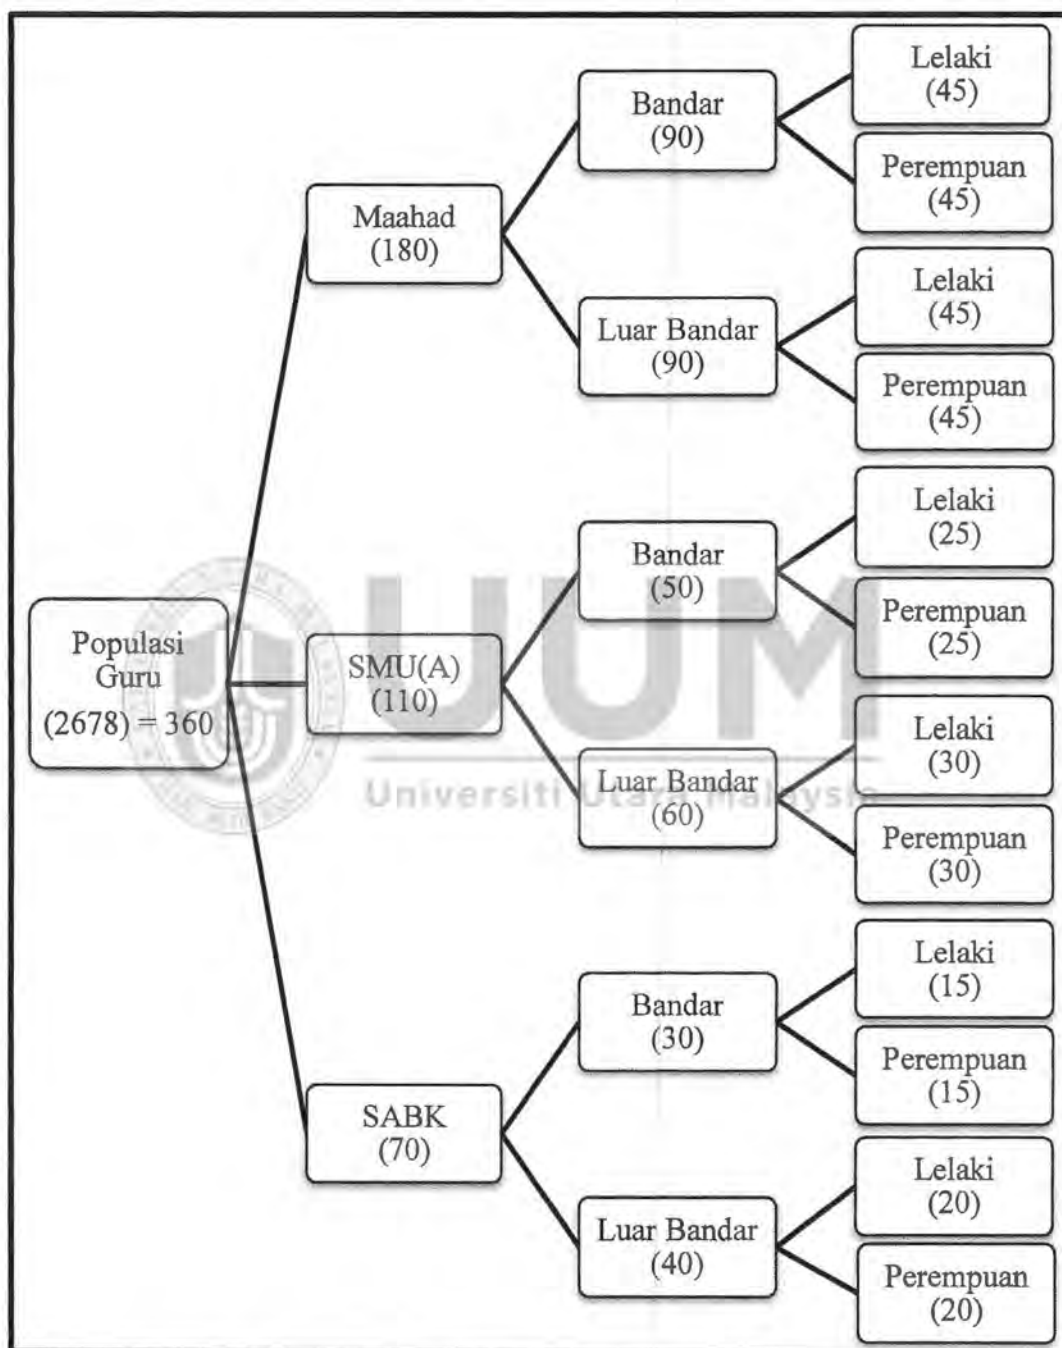 Populasi
Guru
(2678) = 360
Maahad
(180)
Bandar
(90)
Lelaki
(45)
Perempuan
(45)
Luar Bandar
(90)
Lelaki
(45)
Perempuan
(45)
SMU(A)
(110)
Bandar
(50)
Lelaki
(25)
Perempuan
(25)
Luar Bandar
(60)
Lelaki
(30)
Perempuan
(30)
SABK
(70)
Bandar
(30)
Lelaki
(15)
Perempuan
(15)
Luar Bandar
(40)
Lelaki
(20)
Perempuan
(20)
UUM
Universiti Utara Malaysia